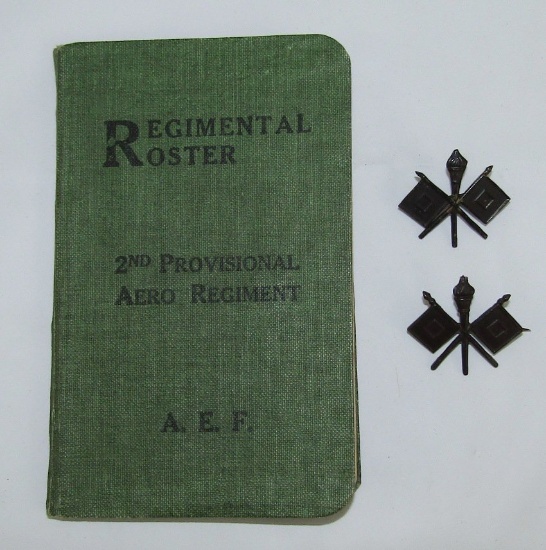 REGIMENTAL
ROSTER
2ND PROVISIONAL
AERO REGIMENT
A. E. F.